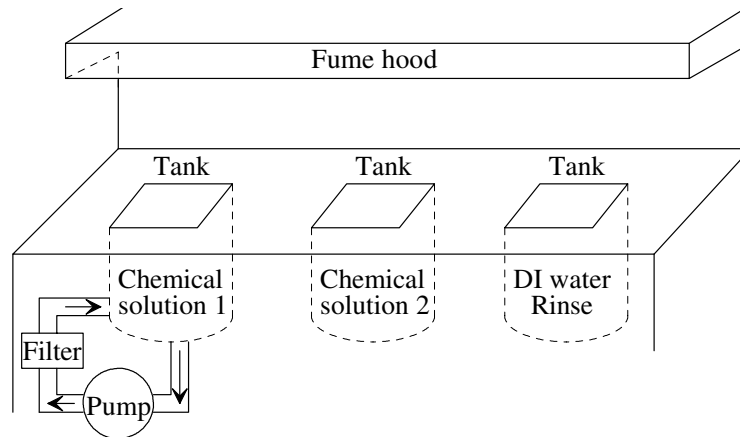 Fume hood
Tank
Tank
Tank
Chemical
solution 1
Chemical
solution 2
DI water
Rinse
Filter
Pump